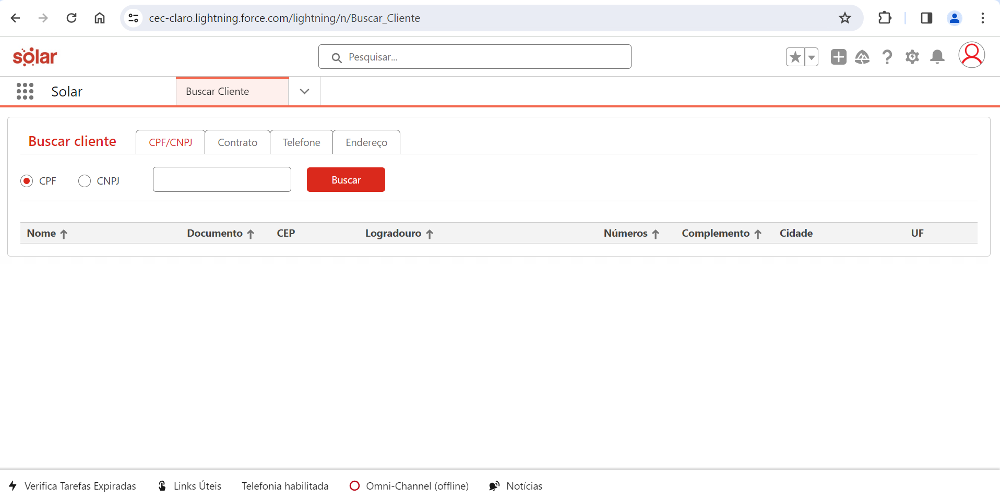 cec-claro.lightning.force.com/lightning/n/Buscar_Cliente
solar
Pesquisar...
Solar
Buscar Cliente
Buscar cliente
CPF/CNPJ
Contrato
Telefone
Endereço
CPF
CNPJ
Buscar
Nome
Documento
CEP
Logradouro
Números
Complemento
Cidade
UF
Verifica Tarefas Expiradas
Links Úteis
Telefonia habilitada
Omni-Channel (offline)
Notícias